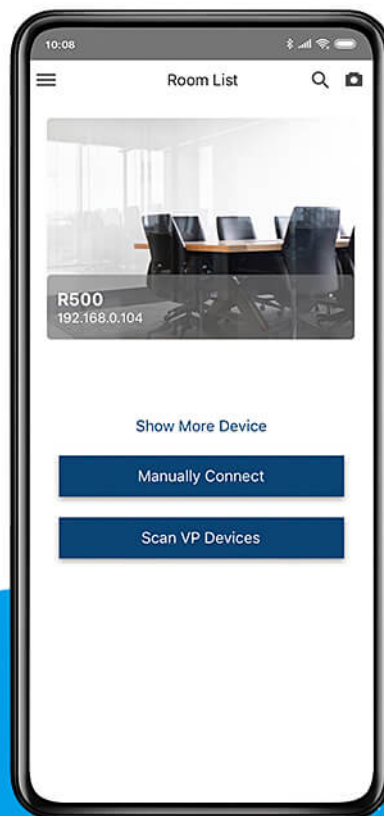 10:08
Room List
R500
192.168.0.104
Show More Device
Manually Connect
Scan VP Devices